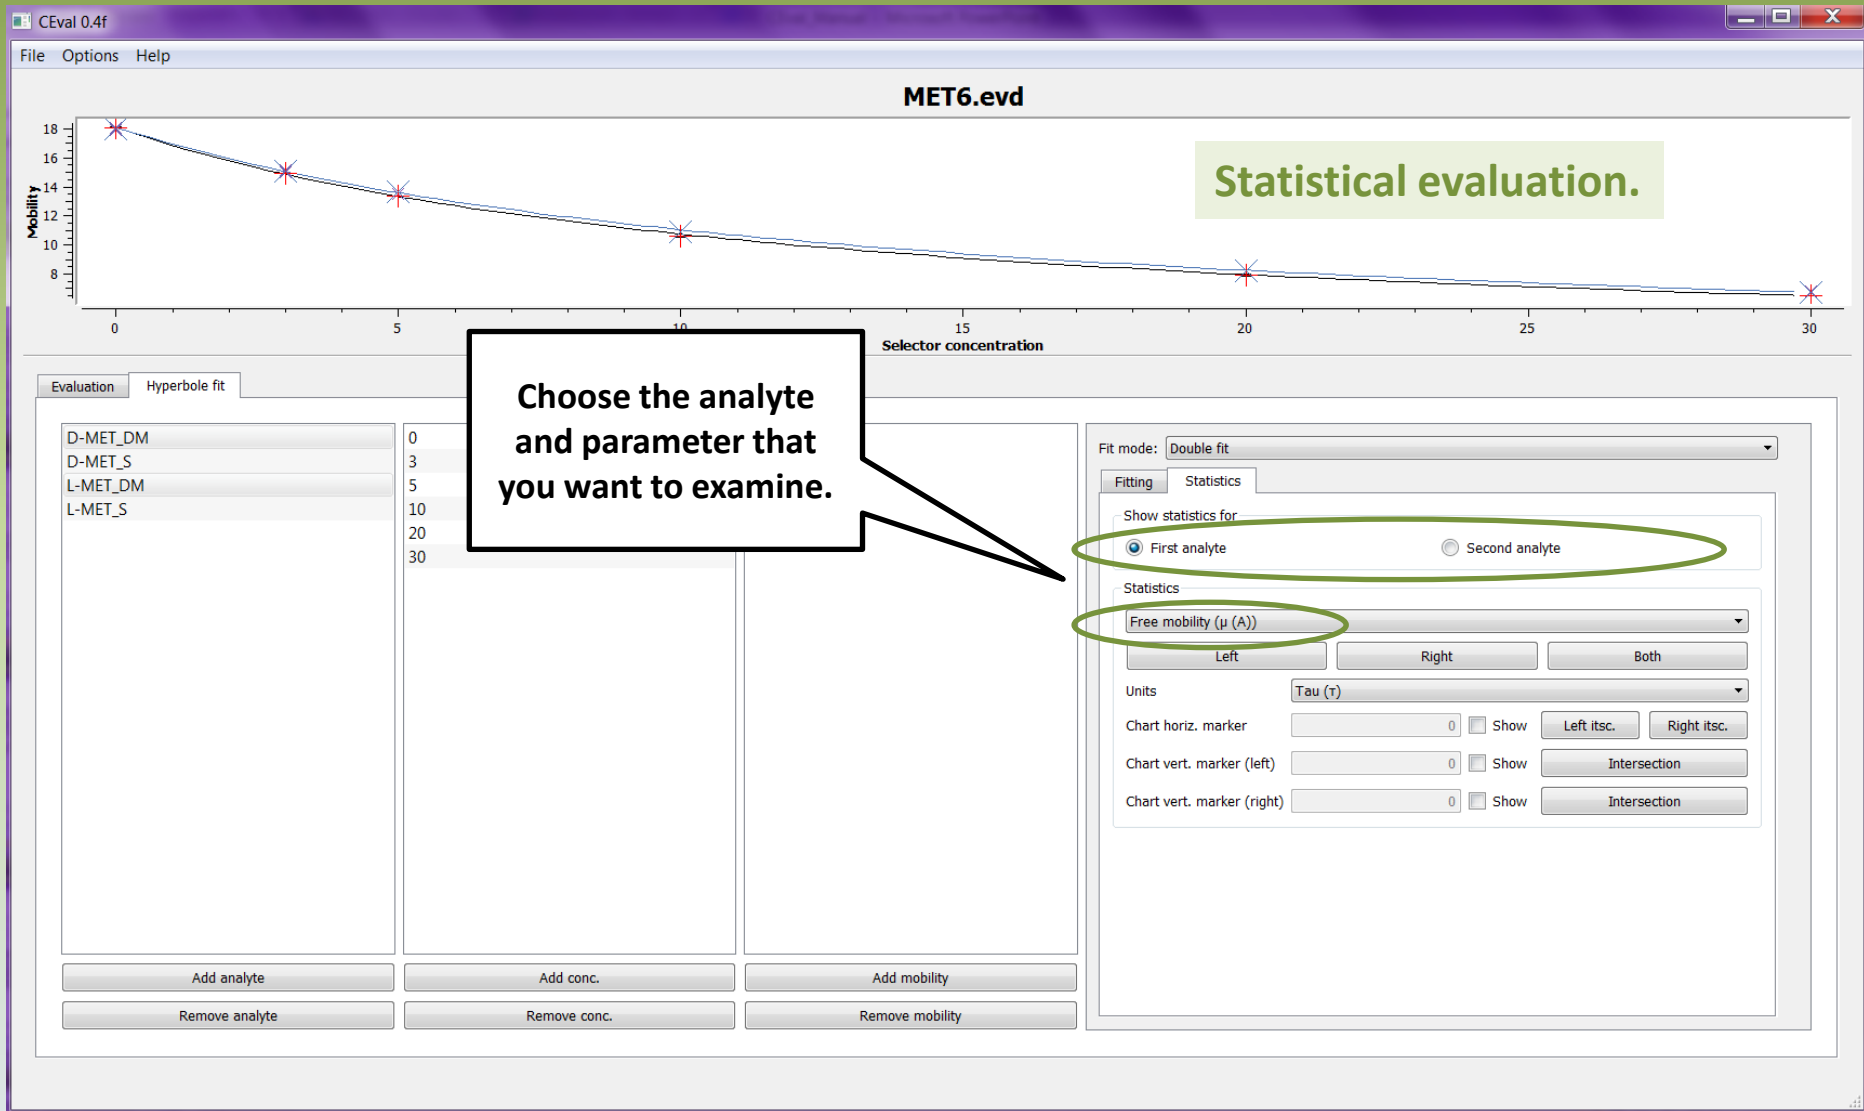 CEval 0.4f
File Options Help
MET6.evd
18
16
14
12
10
8
Mobility
Statistical evaluation.
0 5 10 15 20 25 30
Selector concentration
Evaluation Hyperbole fit
Choose the analyte
and parameter that
you want to examine.
D-MET_DM
D-MET_S
L-MET_DM
L-MET_S
0
3
5
10
20
30
Fit mode: Double fit
Fitting Statistics
Show statistics for
First analyte Second analyte
Statistics
Free mobility (μ (A))
Left Right Both
Units Tau (τ)
Chart horiz. marker 0 Show Left itsc. Right itsc.
Chart vert. marker (left) 0 Show Intersection
Chart vert. marker (right) 0 Show Intersection
Add analyte Add conc. Add mobility
Remove analyte Remove conc. Remove mobility